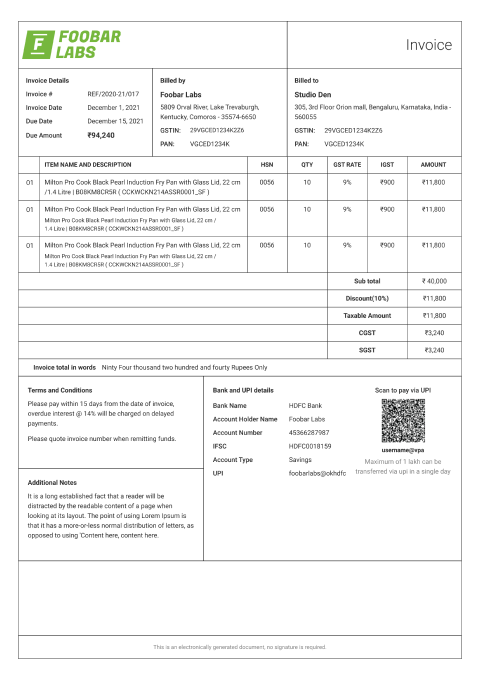 FOOBAR
LABS
Invoice
Invoice Details
Invoice # REF/2020-21/017
Invoice Date December 1, 2021
Due Date December 15, 2021
Due Amount ₹94,240
Billed by
Foobar Labs
5809 Orval River, Lake Trevaburgh,
Kentucky, Comoros - 35574-6650
GSTIN: 29VGCED1234K2Z6
PAN: VGCED1234K
Billed to
Studio Den
305, 3rd Floor Orion mall, Bengaluru, Karnataka, India -
560055
GSTIN: 29VGCED1234K2Z6
PAN: VGCED1234K
ITEM NAME AND DESCRIPTION HSN QTY GST RATE IGST AMOUNT
01 Milton Pro Cook Black Pearl Induction Fry Pan with Glass Lid, 22 cm 0056 10 9% ₹900 ₹11,800
/1.4 Litre | B08KM8CR5R ( CCKWCKN214ASSR0001_SF )
01 Milton Pro Cook Black Pearl Induction Fry Pan with Glass Lid, 22 cm 0056 10 9% ₹900 ₹11,800
Milton Pro Cook Black Pearl Induction Fry Pan with Glass Lid, 22 cm /
1.4 Litre | B08KM8CR5R ( CCKWCKN214ASSR0001_SF )
01 Milton Pro Cook Black Pearl Induction Fry Pan with Glass Lid, 22 cm 0056 10 9% ₹900 ₹11,800
Milton Pro Cook Black Pearl Induction Fry Pan with Glass Lid, 22 cm /
1.4 Litre | B08KM8CR5R ( CCKWCKN214ASSR0001_SF )
Sub total ₹ 40,000
Discount(10%) ₹11,800
Taxable Amount ₹11,800
CGST ₹3,240
SGST ₹3,240
Invoice total in words Ninty Four thousand two hundred and fourty Rupees Only
Terms and Conditions
Please pay within 15 days from the date of invoice,
overdue interest @ 14% will be charged on delayed
payments.
Please quote invoice number when remitting funds.
Additional Notes
It is a long established fact that a reader will be
distracted by the readable content of a page when
looking at its layout. The point of using Lorem Ipsum is
that it has a more-or-less normal distribution of letters, as
opposed to using 'Content here, content here.
Bank and UPI details
Bank Name HDFC Bank
Account Holder Name Foobar Labs
Account Number 45366287987
IFSC HDFC0018159
Account Type Savings
UPI foobarlabs@okhdfc
Scan to pay via UPI
username@vpa
Maximum of 1 lakh can be
transferred via upi in a single day
This is an electronically generated document, no signature is required.